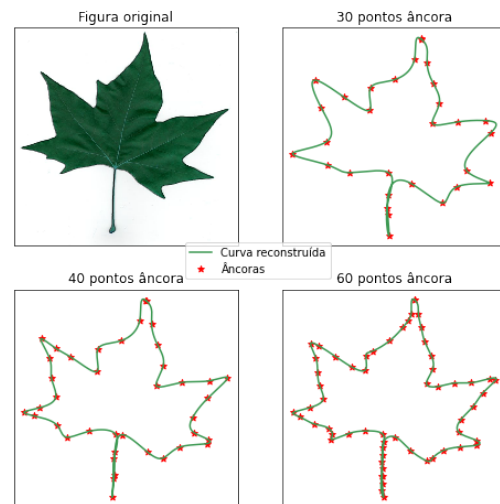 Figura original
30 pontos âncora
Curva reconstruída
Âncoras
40 pontos âncora
60 pontos âncora